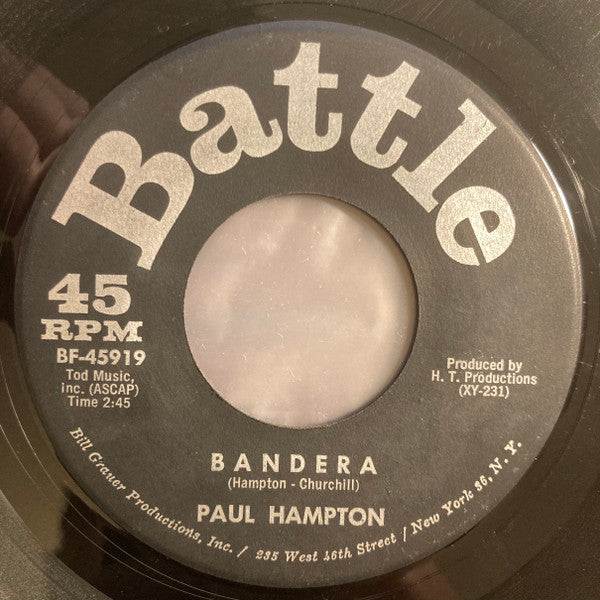 Battle
45
RPM
BF-45919
Tod Music,
Inc. (ASCAP)
Time 2:45
Produced by
H. T. Productions
(XY-231)
BANDERA
(Hampton - Churchill)
PAUL HAMPTON
Bill Grauer Productions, Inc. / 235 West 46th Street / New York 36, N. Y.